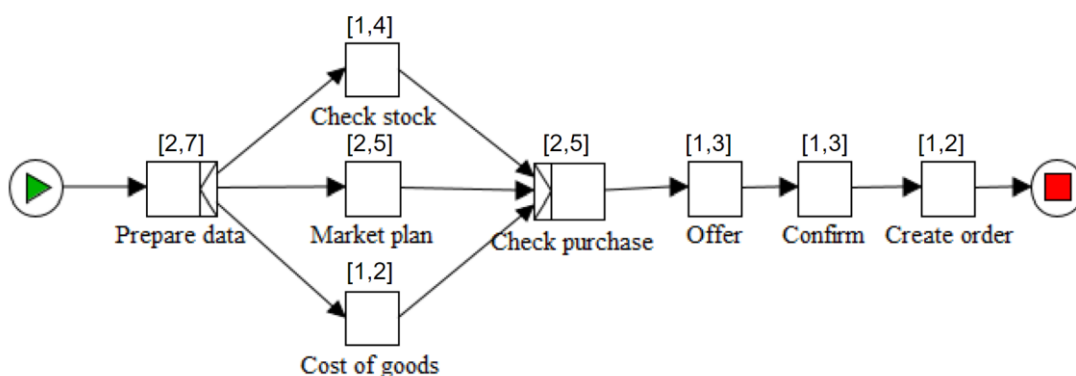 [1,4]
Check stock
[2,7]
Prepare data
[2,5]
Market plan
[2,5]
Check purchase
[1,3]
Offer
[1,3]
Confirm
[1,2]
Create order
[1,2]
Cost of goods